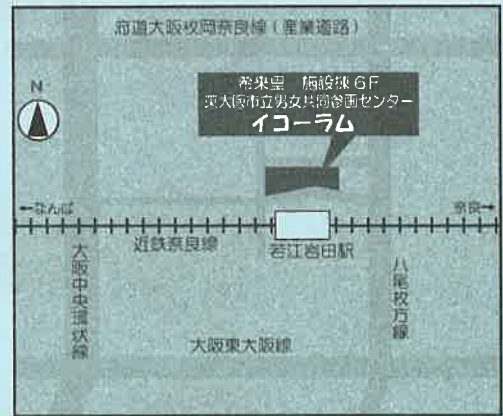 府道大阪枚岡奈良線（産業道路）
希来里 施設棟6F
東大阪市立男女共同参画センター
イコーラム
N
←なんば
奈良→
近鉄奈良線
若江岩田駅
大阪中央環状線
八尾枚方線
大阪東大阪線